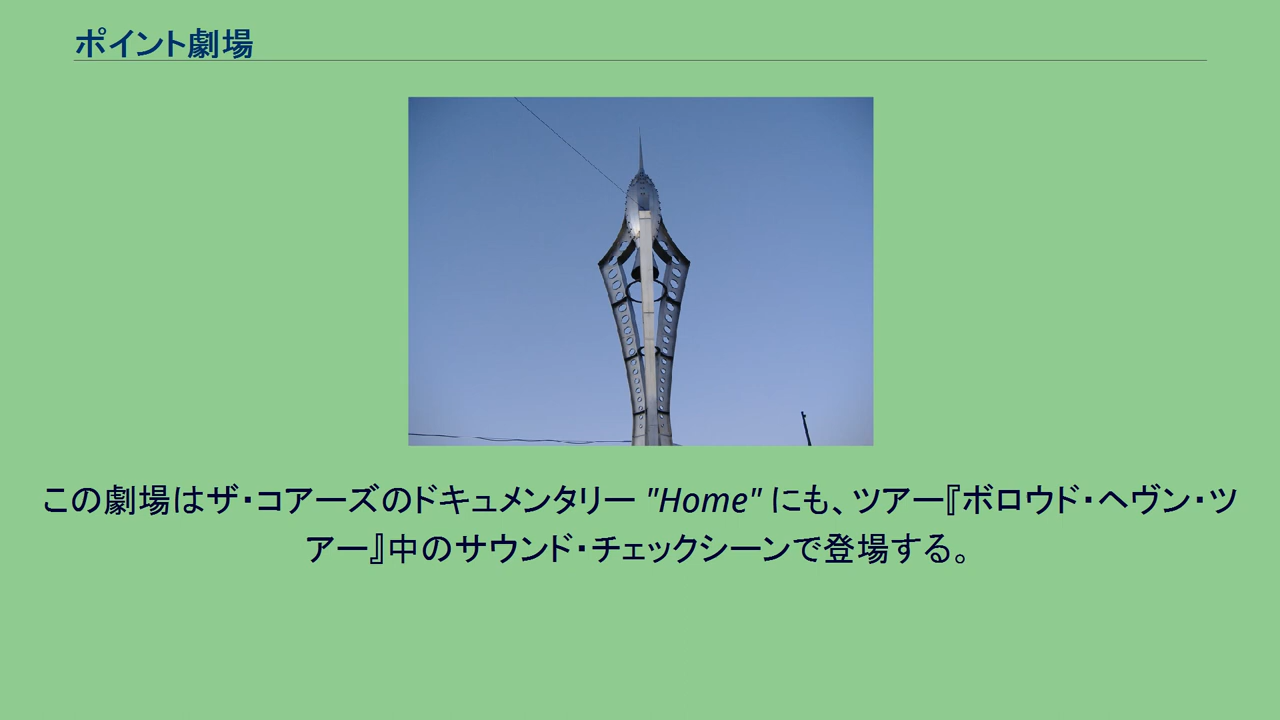 ポイント劇場
この劇場はザ・コアーズのドキュメンタリー "Home" にも、ツアー『ボロウド・ヘヴン・ツ
アー』中のサウンド・チェックシーンで登場する。